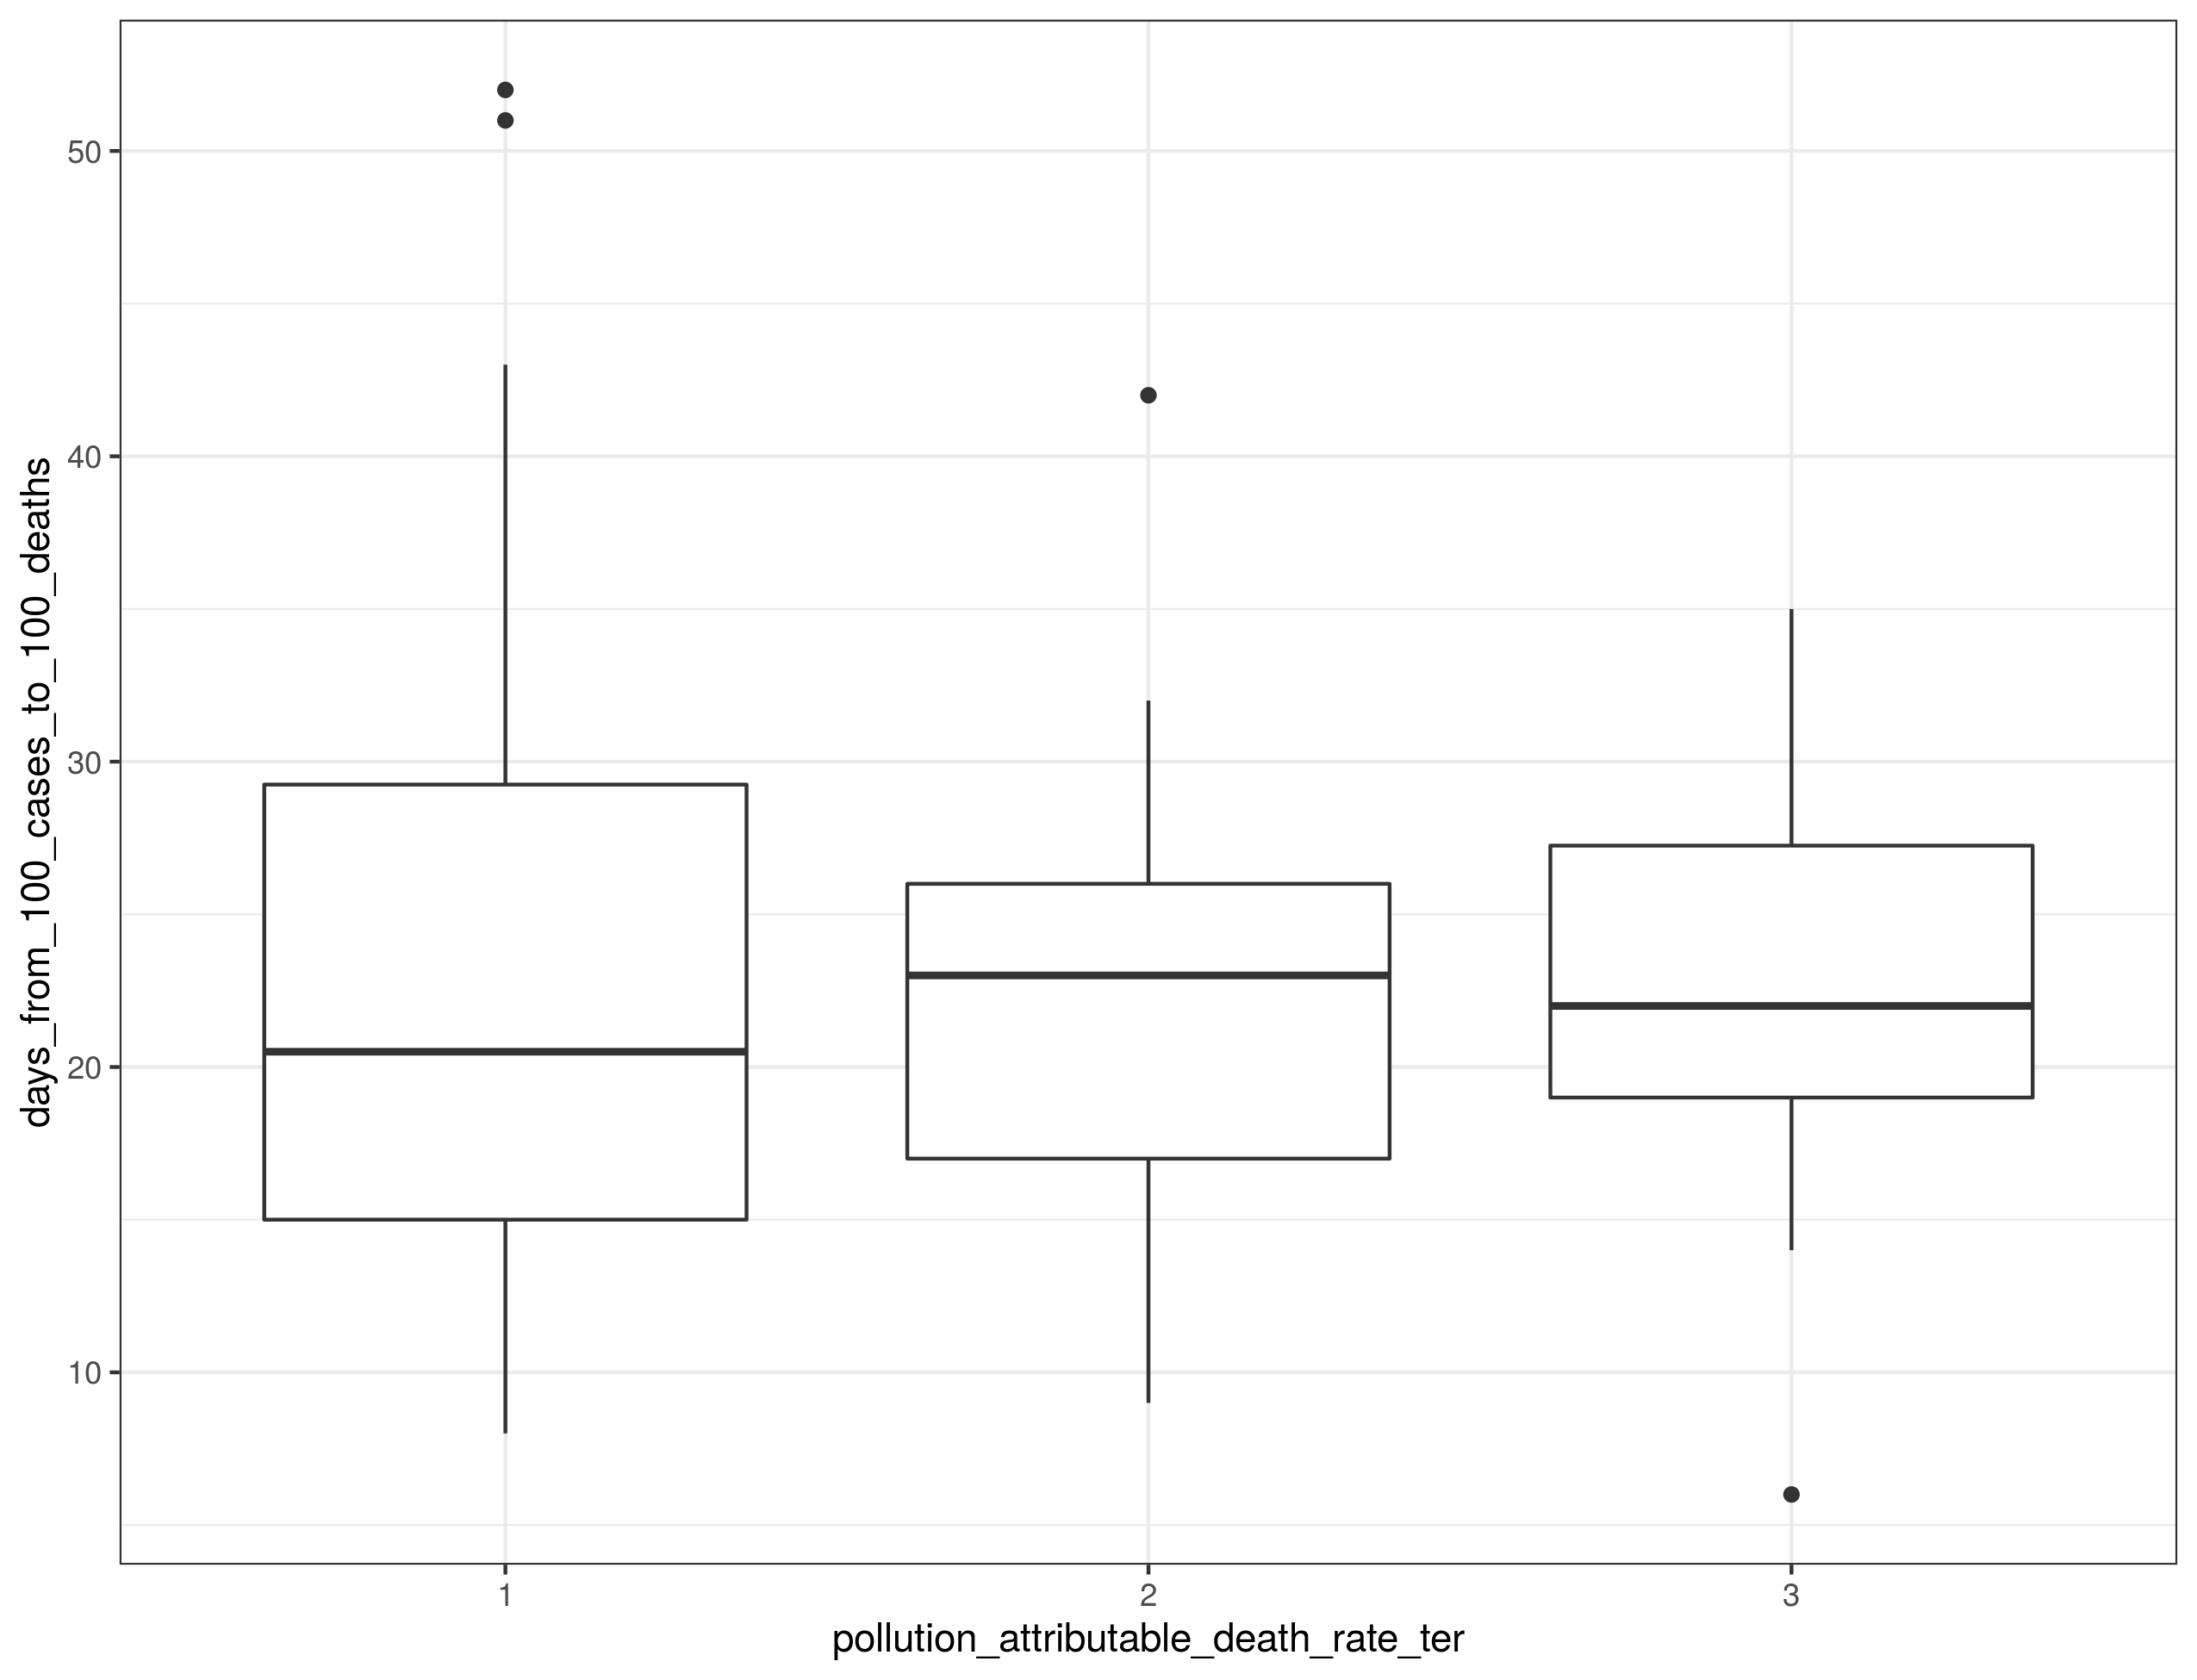 days_from_100_cases_to_100_deaths
50
40
30
20
10
1 2 3
pollution_attributable_death_rate_ter